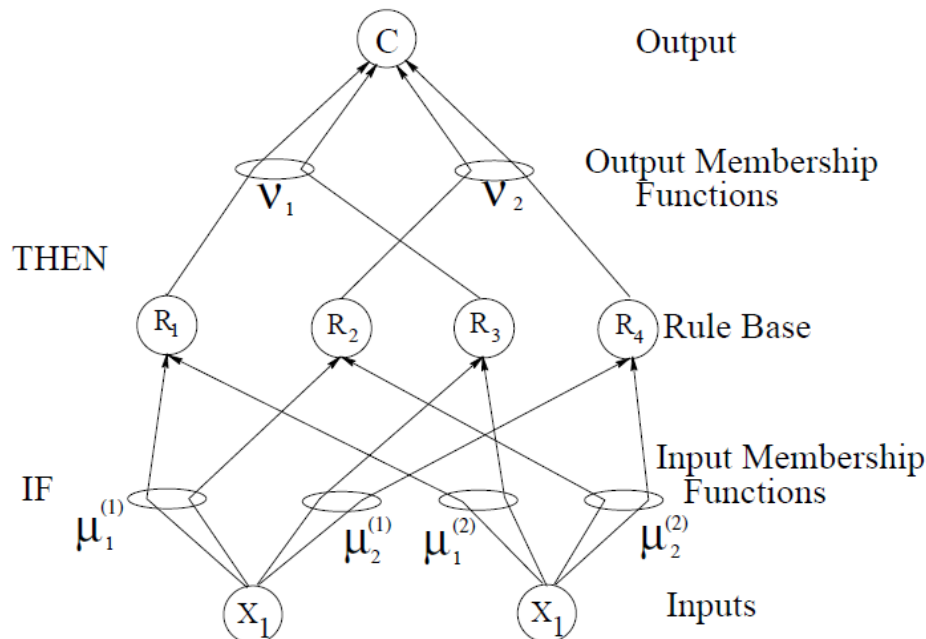 C
Output
Output Membership
Functions
ν₁
ν₂
THEN
R₁
R₂
R₃
R₄
Rule Base
Input Membership
Functions
IF
μ₁⁽¹⁾
μ₂⁽¹⁾
μ₁⁽²⁾
μ₂⁽²⁾
X₁
X₁
Inputs